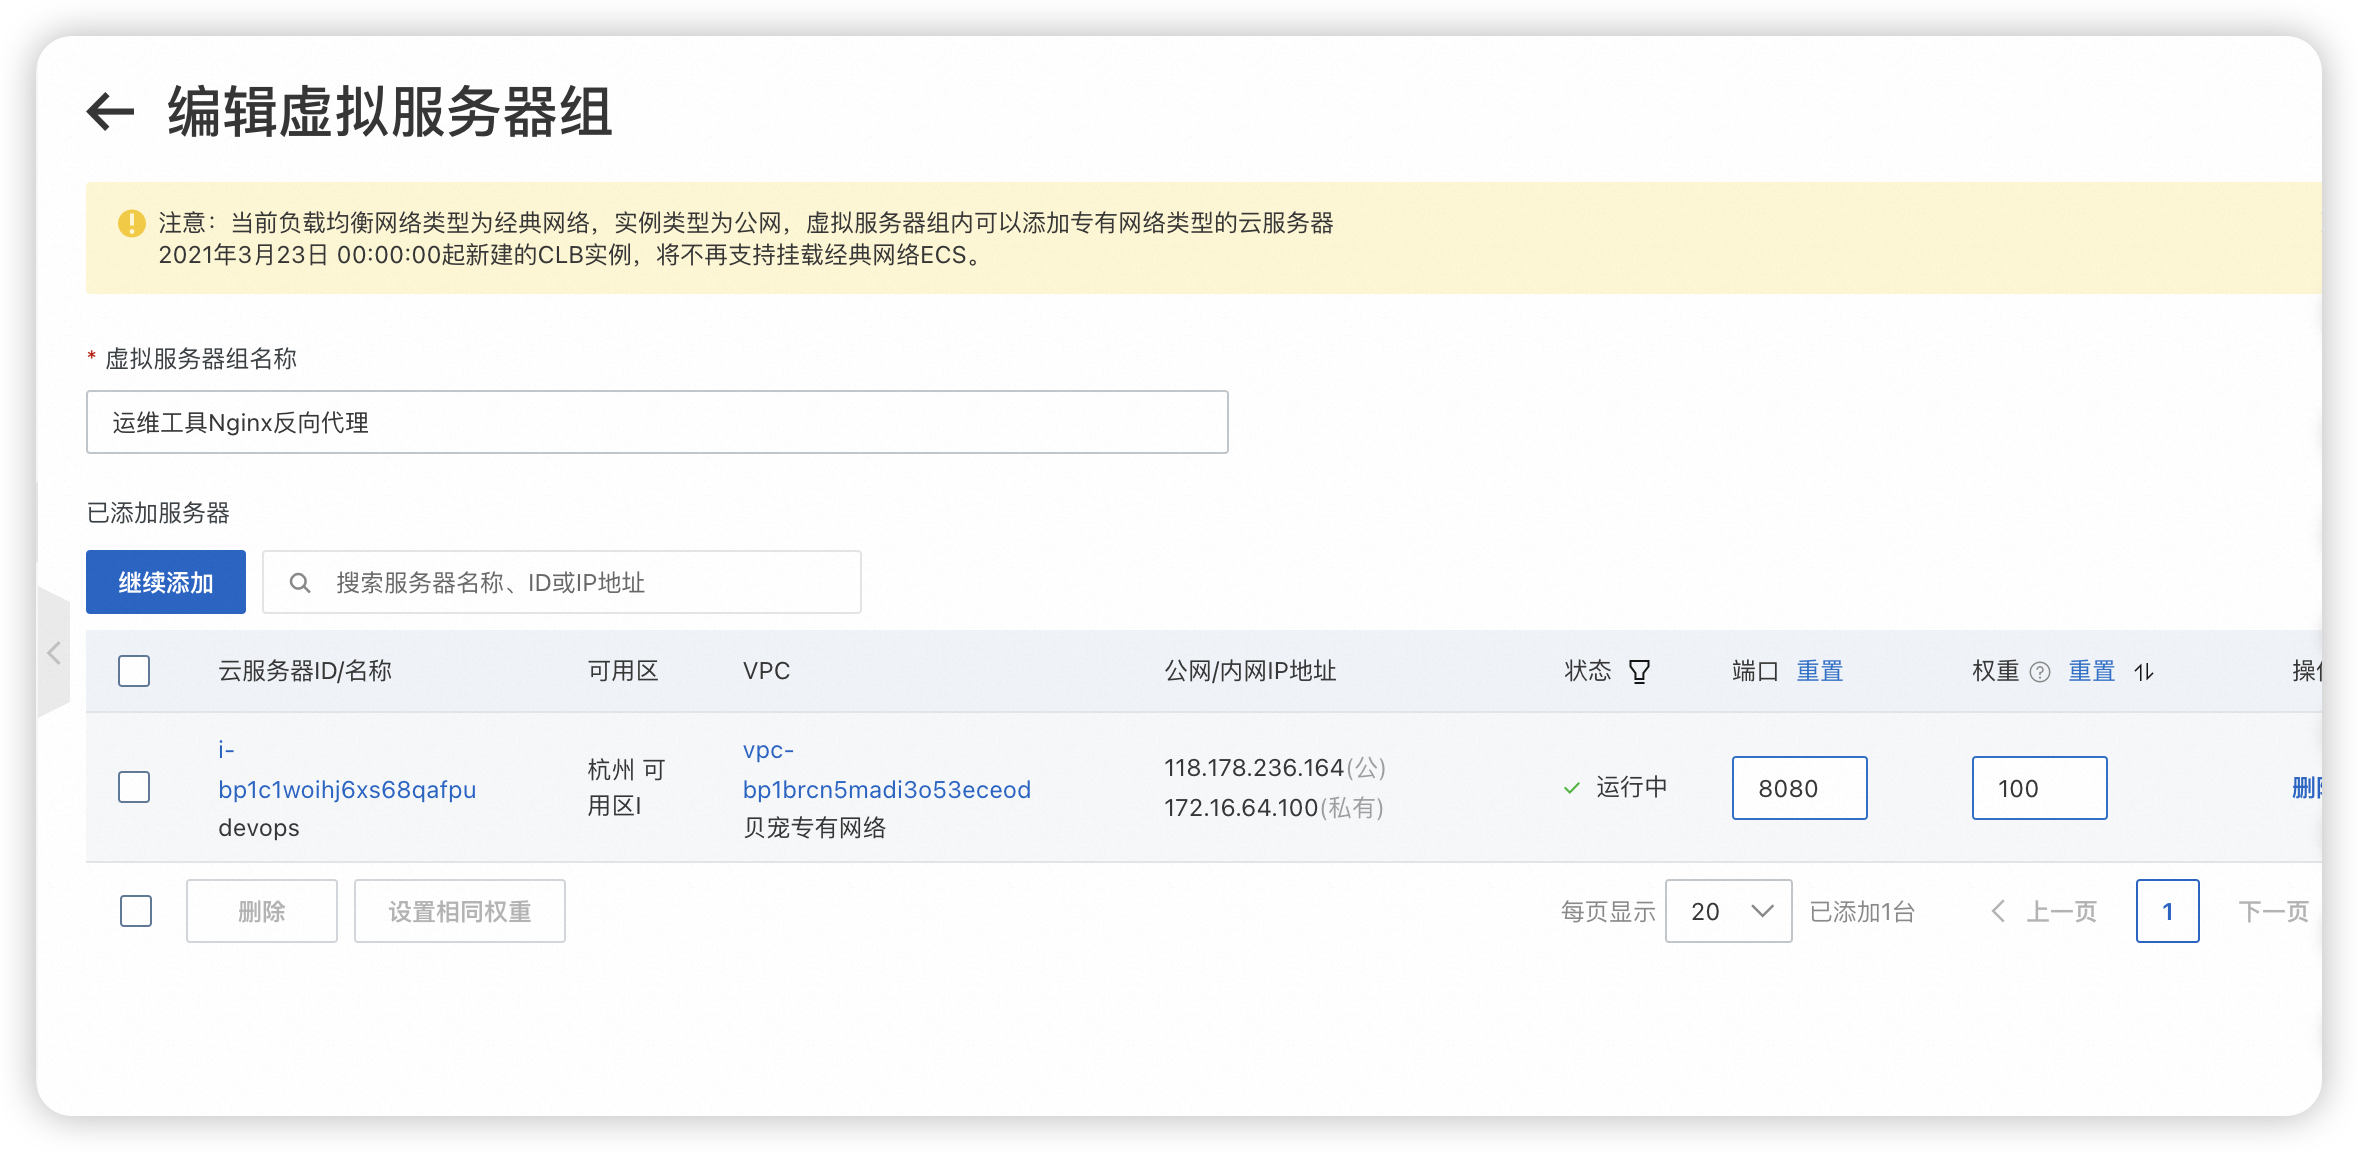 编辑虚拟服务器组
注意：当前负载均衡网络类型为经典网络，实例类型为公网，虚拟服务器组内可以添加专有网络类型的云服务器
2021年3月23日 00:00:00起新建的CLB实例，将不再支持挂载经典网络ECS。
* 虚拟服务器组名称
运维工具Nginx反向代理
已添加服务器
继续添加 搜索服务器名称、ID或IP地址
云服务器ID/名称 可用区 VPC 公网/内网IP地址 状态 端口 重置 权重 重置 操作
i-
bp1c1woihj6xs68qafpu
devops
杭州 可
用区I
vpc-
bp1brcn5madi3o53eceod
贝宠专有网络
118.178.236.164(公)
172.16.64.100(私有)
运行中
8080
100
删除
删除 设置相同权重 每页显示 20 已添加1台 上一页 1 下一页